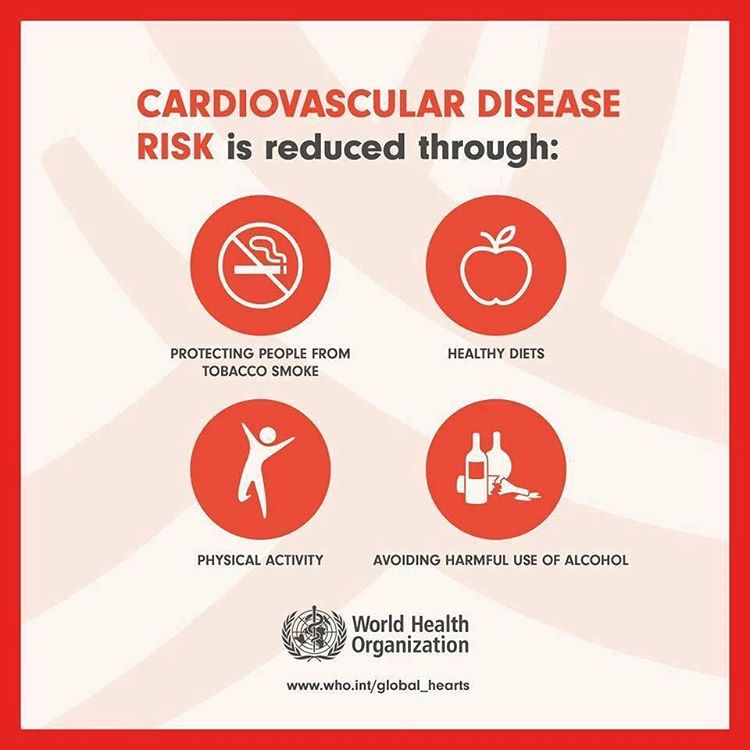 CARDIOVASCULAR DISEASE
RISK is reduced through:
PROTECTING PEOPLE FROM
TOBACCO SMOKE
HEALTHY DIETS
PHYSICAL ACTIVITY
AVOIDING HARMFUL USE OF ALCOHOL
World Health
Organization
www.who.int/global_hearts